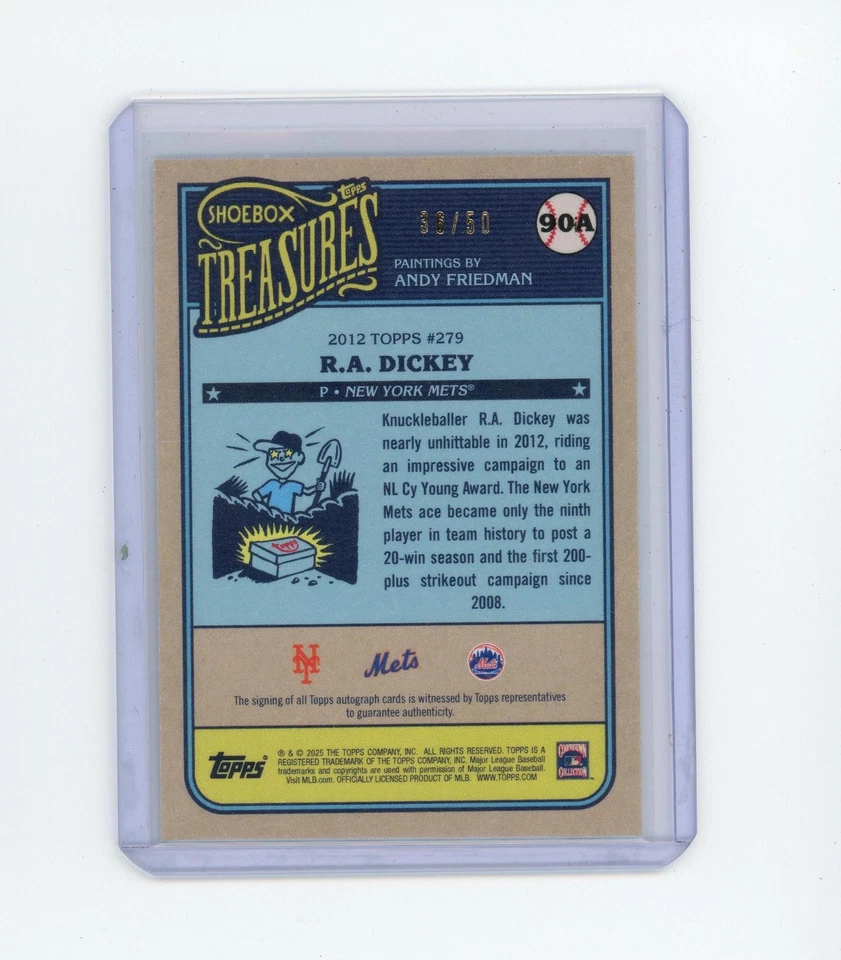 SHOEBOX
topps
TREASURES
36/50
90A
PAINTINGS BY
ANDY FRIEDMAN
2012 TOPPS #279
R.A. DICKEY
P • NEW YORK METS®
Knuckleballer R.A. Dickey was
nearly unhittable in 2012, riding
an impressive campaign to an
NL Cy Young Award. The New York
Mets ace became only the ninth
player in team history to post a
20-win season and the first 200-
plus strikeout campaign since
2008.
Topps
NY
Mets
Mets
The signing of all Topps autograph cards is witnessed by Topps representatives
to guarantee authenticity.
topps®
® & © 2025 THE TOPPS COMPANY, INC. ALL RIGHTS RESERVED. TOPPS IS A
REGISTERED TRADEMARK OF THE TOPPS COMPANY, INC. Major League Baseball
trademarks and copyrights are used with permission of Major League Baseball.
Visit MLB.com. OFFICIALLY LICENSED PRODUCT OF MLB. WWW.TOPPS.COM
COOPERSTOWN
COLLECTION™